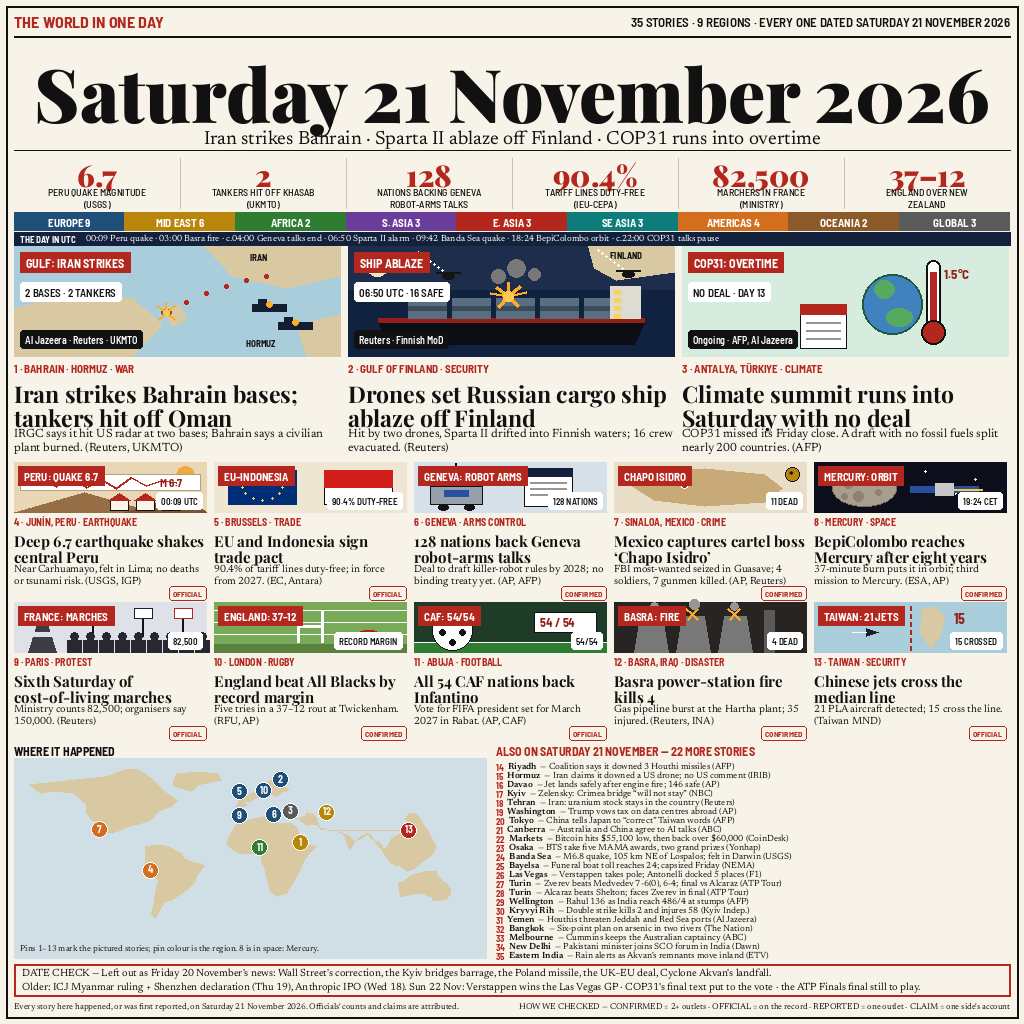 THE WORLD IN ONE DAY
35 STORIES · 9 REGIONS · EVERY ONE DATED SATURDAY 21 NOVEMBER 2026
Saturday 21 November 2026
Iran strikes Bahrain · Sparta II ablaze off Finland · COP31 runs into overtime
6.7
PERU QUAKE MAGNITUDE
(USGS)
2
TANKERS HIT OFF KHASAB
(UKMTO)
128
NATIONS BACKING GENEVA
ROBOT-ARMS TALKS
90.4%
TARIFF LINES DUTY-FREE
(IEU-CEPA)
82,500
MARCHERS IN FRANCE
(MINISTRY)
37–12
ENGLAND OVER NEW
ZEALAND
EUROPE 9
MID EAST 6
AFRICA 2
S. ASIA 3
E. ASIA 3
SE ASIA 3
AMERICAS 4
OCEANIA 2
GLOBAL 3
THE DAY IN UTC 00:09 Peru quake · 03:00 Basra fire · c.04:00 Geneva talks end · 06:50 Sparta II alarm · 09:42 Banda Sea quake · 18:24 BepiColombo orbit · c.22:00 COP31 talks pause
GULF: IRAN STRIKES
IRAN
2 BASES · 2 TANKERS
Al Jazeera · Reuters · UKMTO
HORMUZ
SHIP ABLAZE
FINLAND
06:50 UTC · 16 SAFE
Reuters · Finnish MoD
COP31: OVERTIME
1.5°C
NO DEAL · DAY 13
Ongoing · AFP, Al Jazeera
1 · BAHRAIN · HORMUZ · WAR
Iran strikes Bahrain bases;
tankers hit off Oman
IRGC says it hit US radar at two bases; Bahrain says a civilian
plant burned. (Reuters, UKMTO)
2 · GULF OF FINLAND · SECURITY
Drones set Russian cargo ship
ablaze off Finland
Hit by two drones, Sparta II drifted into Finnish waters; 16 crew
evacuated. (Reuters)
3 · ANTALYA, TÜRKIYE · CLIMATE
Climate summit runs into
Saturday with no deal
COP31 missed its Friday close. A draft with no fossil fuels split
nearly 200 countries. (AFP)
PERU: QUAKE 6.7
M 6.7
00:09 UTC
EU-INDONESIA
90.4% DUTY-FREE
GENEVA: ROBOT ARMS
128 NATIONS
CHAPO ISIDRO
11 DEAD
MERCURY: ORBIT
19:24 CET
4 · JUNÍN, PERU · EARTHQUAKE
Deep 6.7 earthquake shakes
central Peru
Near Carhuamayo, felt in Lima; no deaths
or tsunami risk. (USGS, IGP)
OFFICIAL
5 · BRUSSELS · TRADE
EU and Indonesia sign
trade pact
90.4% of tariff lines duty-free; in force
from 2027. (EC, Antara)
OFFICIAL
6 · GENEVA · ARMS CONTROL
128 nations back Geneva
robot-arms talks
Deal to draft killer-robot rules by 2028; no
binding treaty yet. (AP, AFP)
CONFIRMED
7 · SINALOA, MEXICO · CRIME
Mexico captures cartel boss
‘Chapo Isidro’
FBI most-wanted seized in Guasave; 4
soldiers, 7 gunmen killed. (AP, Reuters)
CONFIRMED
8 · MERCURY · SPACE
BepiColombo reaches
Mercury after eight years
37-minute burn puts it in orbit; third
mission to Mercury. (ESA, AP)
CONFIRMED
FRANCE: MARCHES
82,500
ENGLAND: 37-12
RECORD MARGIN
CAF: 54/54
54 / 54
54/54
BASRA: FIRE
4 DEAD
TAIWAN: 21 JETS
15
15 CROSSED
9 · PARIS · PROTEST
Sixth Saturday of
cost-of-living marches
Ministry counts 82,500; organisers say
150,000. (Reuters)
OFFICIAL
10 · LONDON · RUGBY
England beat All Blacks by
record margin
Five tries in a 37–12 rout at Twickenham.
(RFU, AP)
CONFIRMED
11 · ABUJA · FOOTBALL
All 54 CAF nations back
Infantino
Vote for FIFA president set for March
2027 in Rabat. (AP, CAF)
CONFIRMED
12 · BASRA, IRAQ · DISASTER
Basra power-station fire
kills 4
Gas pipeline burst at the Hartha plant; 35
injured. (Reuters, INA)
CONFIRMED
13 · TAIWAN · SECURITY
Chinese jets cross the
median line
21 PLA aircraft detected; 15 cross the line.
(Taiwan MND)
OFFICIAL
WHERE IT HAPPENED
2
5
10
9
6
3
12
7
13
11
1
4
Pins 1–13 mark the pictured stories; pin colour is the region. 8 is in space: Mercury.
ALSO ON SATURDAY 21 NOVEMBER — 22 MORE STORIES
14 Riyadh — Coalition says it downed 3 Houthi missiles (AFP)
15 Hormuz — Iran claims it downed a US drone; no US comment (IRIB)
16 Davao — Jet lands safely after engine fire; 146 safe (AP)
17 Kyiv — Zelensky: Crimea bridge “will not stay” (NBC)
18 Tehran — Iran: uranium stock stays in the country (Reuters)
19 Washington — Trump vows tax on data centres abroad (AP)
20 Tokyo — China tells Japan to “correct” Taiwan words (AFP)
21 Canberra — Australia and China agree to AI talks (ABC)
22 Markets — Bitcoin hits $55,100 low, then back over $60,000 (CoinDesk)
23 Osaka — BTS take five MAMA awards, two grand prizes (Yonhap)
24 Banda Sea — M6.8 quake, 105 km NE of Lospalos; felt in Darwin (USGS)
25 Bayelsa — Funeral boat toll reaches 24; capsized Friday (NEMA)
26 Las Vegas — Verstappen takes pole; Antonelli docked 5 places (F1)
27 Turin — Zverev beats Medvedev 7-6(0), 6-4; final vs Alcaraz (ATP Tour)
28 Turin — Alcaraz beats Shelton; faces Zverev in final (ATP Tour)
29 Wellington — Rahul 136 as India reach 486/4 at stumps (AFP)
30 Kryvyi Rih — Double strike kills 2 and injures 58 (Kyiv Indep.)
31 Yemen — Houthis threaten Jeddah and Red Sea ports (Al Jazeera)
32 Bangkok — Six-point plan on arsenic in two rivers (The Nation)
33 Melbourne — Cummins keeps the Australian captaincy (ABC)
34 New Delhi — Pakistani minister joins SCO forum in India (Dawn)
35 Eastern India — Rain alerts as Akvan's remnants move inland (ETV)
DATE CHECK — Left out as Friday 20 November's news: Wall Street's correction, the Kyiv bridges barrage, the Poland missile, the UK–EU deal, Cyclone Akvan's landfall.
Older: ICJ Myanmar ruling + Shenzhen declaration (Thu 19), Anthropic IPO (Wed 18). Sun 22 Nov: Verstappen wins the Las Vegas GP · COP31's final text put to the vote · the ATP Finals final still to play.
Every story here happened, or was first reported, on Saturday 21 November 2026. Officials' counts and claims are attributed.
HOW WE CHECKED — CONFIRMED = 2+ outlets · OFFICIAL = on the record · REPORTED = one outlet · CLAIM = one side's account